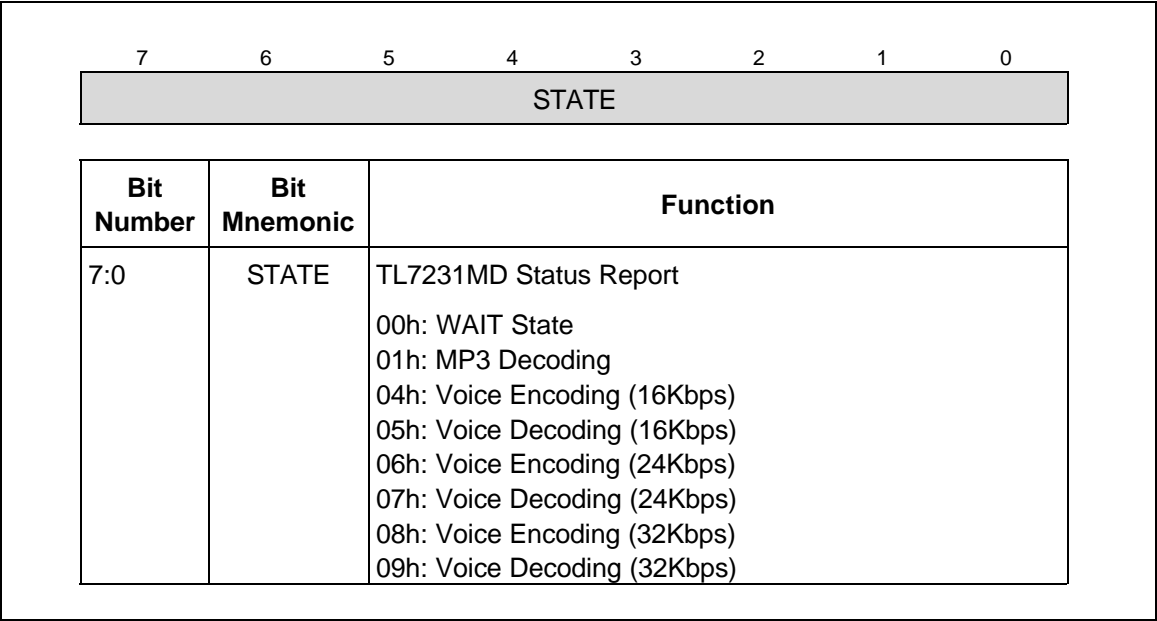 7 6 5 4 3 2 1 0
STATE
Bit Number Bit Mnemonic Function
7:0 STATE TL7231MD Status Report
00h: WAIT State
01h: MP3 Decoding
04h: Voice Encoding (16Kbps)
05h: Voice Decoding (16Kbps)
06h: Voice Encoding (24Kbps)
07h: Voice Decoding (24Kbps)
08h: Voice Encoding (32Kbps)
09h: Voice Decoding (32Kbps)